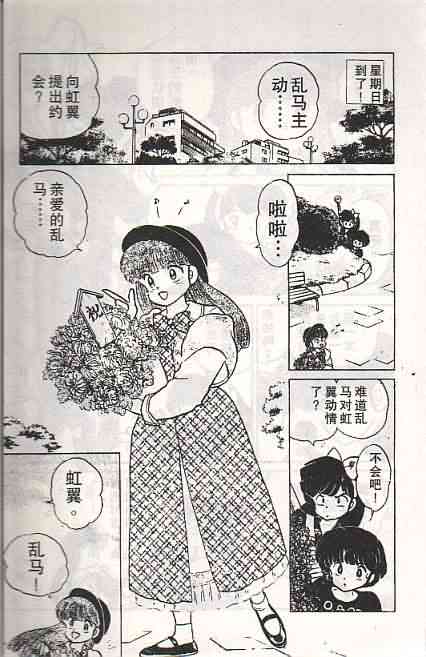 星期日
到了！
乱马主
动……
向虹翼
提出约
会？
啦啦…
亲爱的乱
马……
祝
难道乱
马对虹
翼动情
了？
不会吧！
虹翼。
乱马！